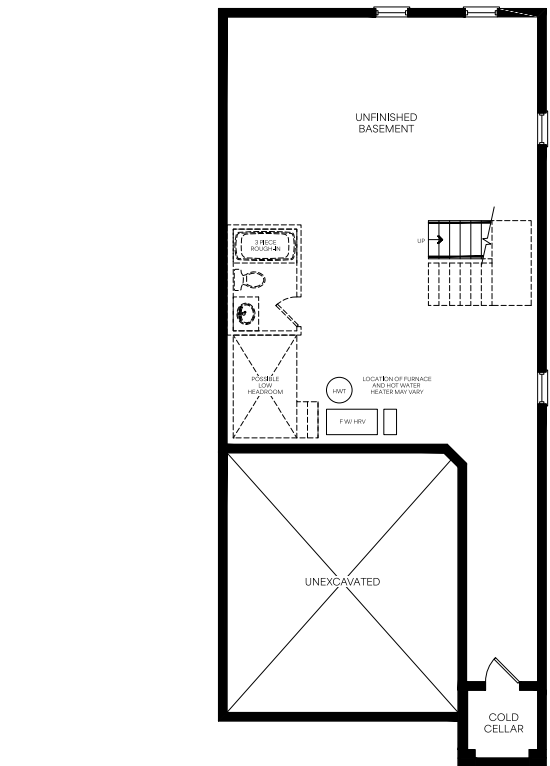 UNFINISHED
BASEMENT
3 PIECE
ROUGH-IN
UP
POSSIBLE
LOW
HEADROOM
HWT
LOCATION OF FURNACE
AND HOT WATER
HEATER MAY VARY
F W/ HRV
UNEXCAVATED
COLD
CELLAR